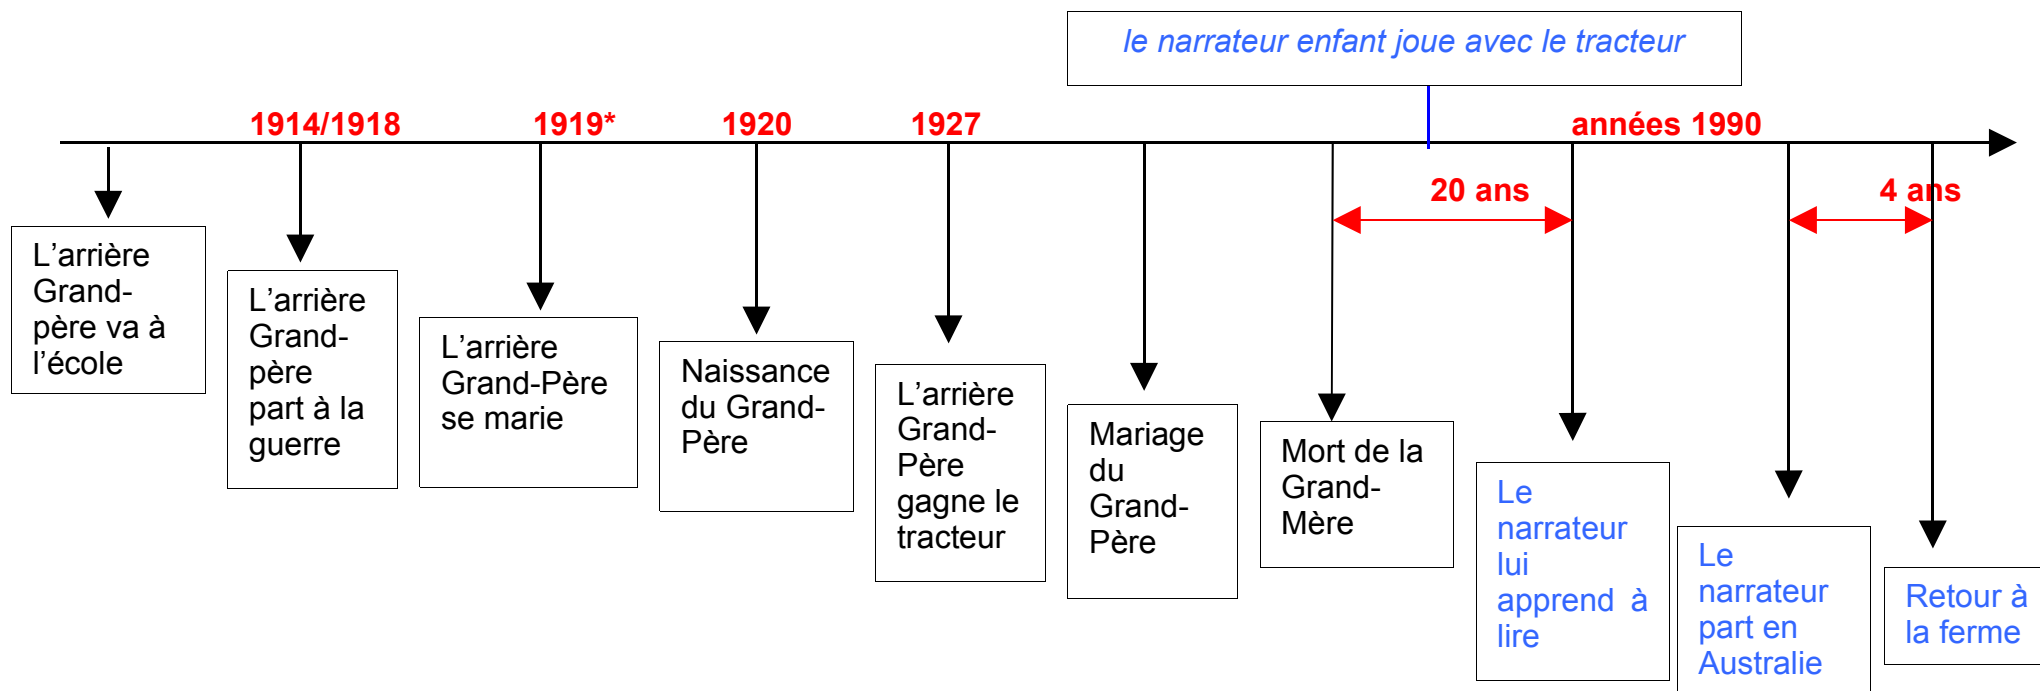 le narrateur enfant joue avec le tracteur
1914/1918
1919*
1920
1927
années 1990
20 ans
4 ans
L’arrière
Grand-
père va à
l’école
L’arrière
Grand-
père
part à la
guerre
L’arrière
Grand-Père
se marie
Naissance
du Grand-
Père
L’arrière
Grand-
Père
gagne le
tracteur
Mariage
du
Grand-
Père
Mort de la
Grand-
Mère
Le
narrateur
lui
apprend à
lire
Le
narrateur
part en
Australie
Retour à
la ferme